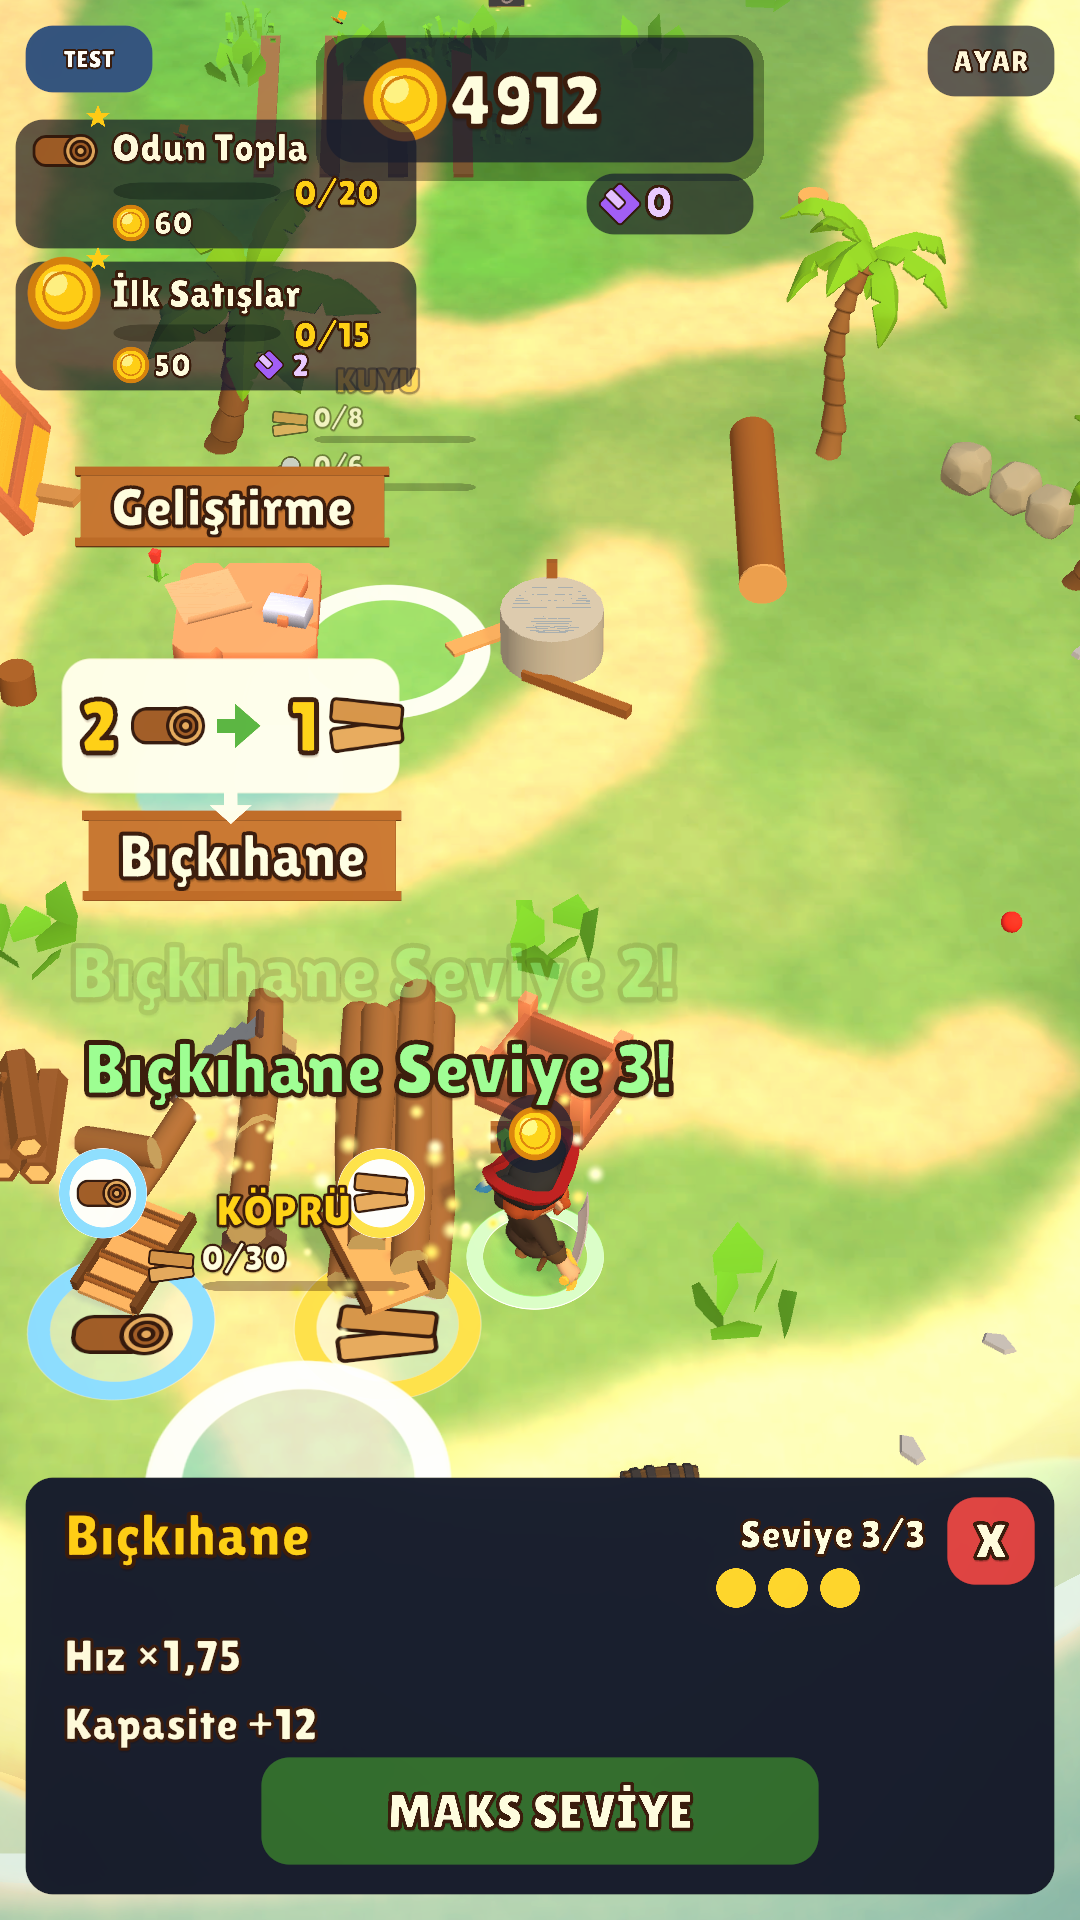 TEST
4912
AYAR
Odun Topla
0/20
60
0
İlk Satışlar
0/15
50
2
KUYU
0/8
0/6
Geliştirme
2
1
Bıçkıhane
Bıçkıhane Seviye 2!
Bıçkıhane Seviye 3!
KÖPRÜ
0/30
Bıçkıhane
Seviye 3/3
X
Hız ×1,75
Kapasite +12
MAKS SEVİYE